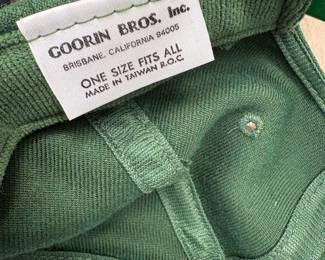 GOORIN BROS. Inc.
BRISBANE, CALIFORNIA 94005
ONE SIZE FITS ALL
MADE IN TAIWAN R.O.C.